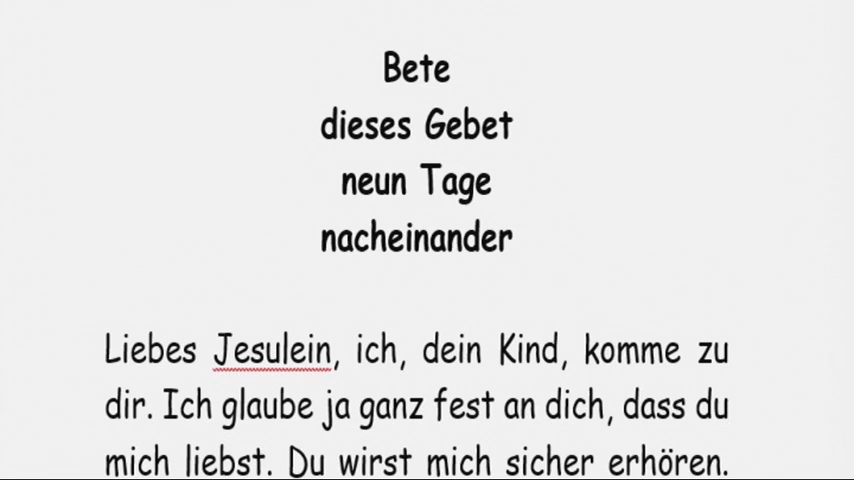 Bete
dieses Gebet
neun Tage
nacheinander
Liebes Jesulein, ich, dein Kind, komme zu
dir. Ich glaube ja ganz fest an dich, dass du
mich liebst. Du wirst mich sicher erhören.